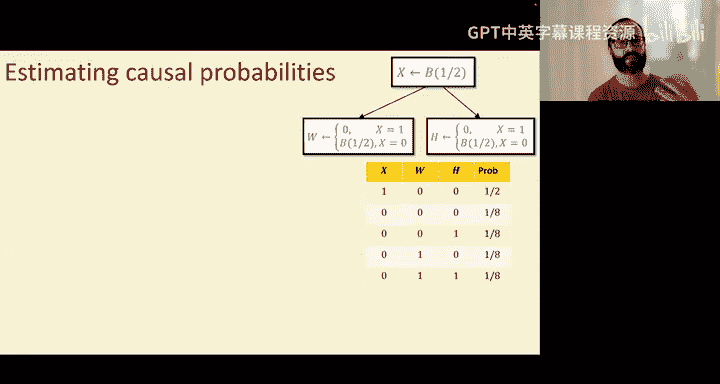 GPT中英字幕课程资源
bilibili
Estimating causal probabilities
X ← B(1/2)
W ← { 0, X = 1
B(1/2), X = 0
H ← { 0, X = 1
B(1/2), X = 0
X W H Prob
1 0 0 1/2
0 0 0 1/8
0 0 1 1/8
0 1 0 1/8
0 1 1 1/8